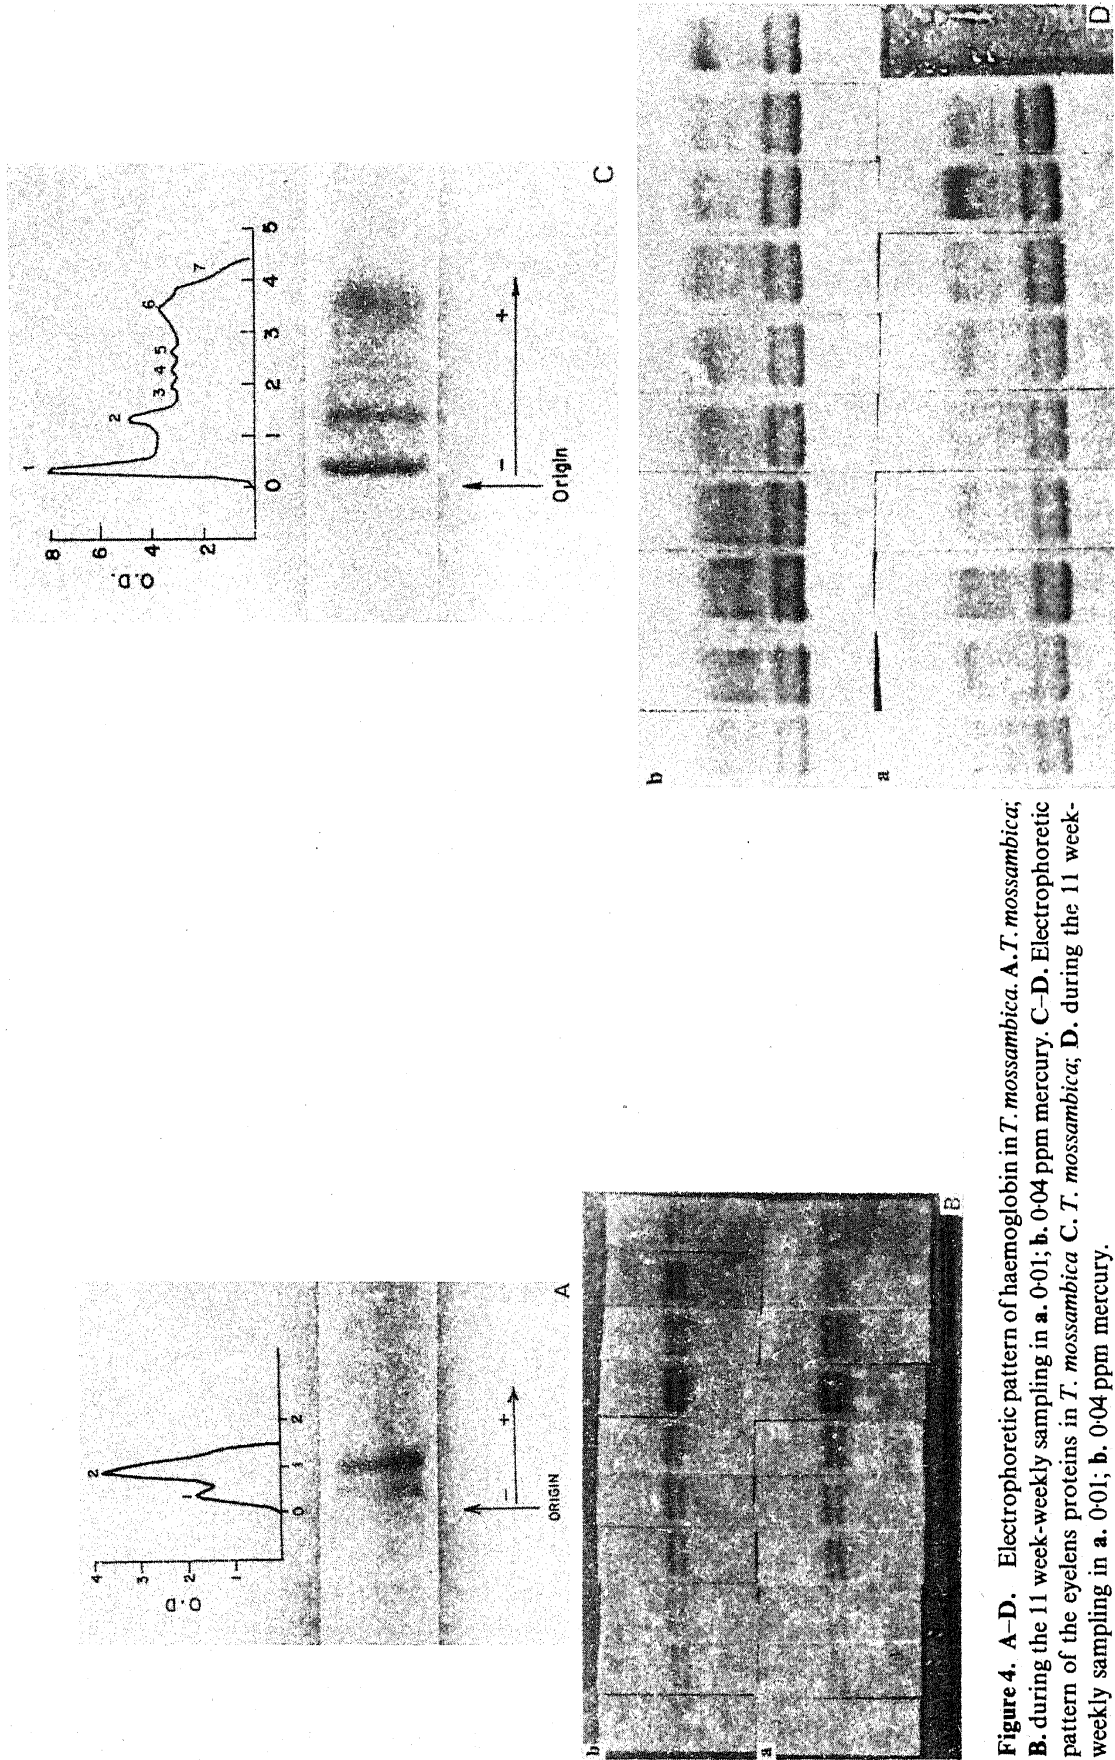 4
3
2
1
O.D
1
2
0
1
2
- +
ORIGIN
A
8
6
4
2
O.D.
1
2
3 4 5
6
7
0
1
2
3
4
5
- +
Origin
C
b
a
B
b
a
D
Figure 4. A–D. Electrophoretic pattern of haemoglobin in T. mossambica. A. T. mossambica;
B. during the 11 week-weekly sampling in a. 0·01; b. 0·04 ppm mercury. C–D. Electrophoretic
pattern of the eyelens proteins in T. mossambica C. T. mossambica; D. during the 11 week-
weekly sampling in a. 0·01; b. 0·04 ppm mercury.